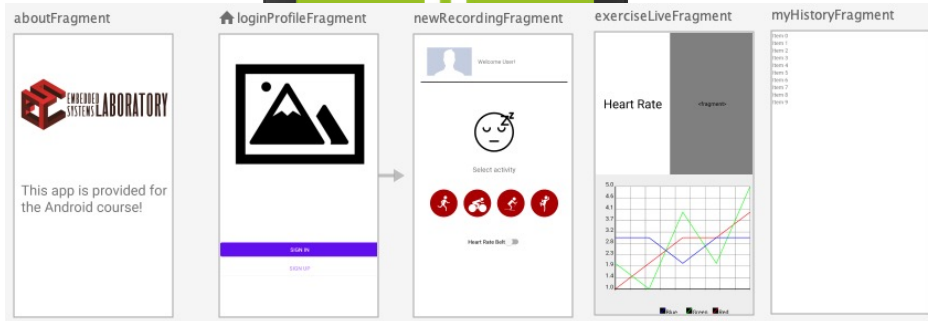 aboutFragment
loginProfileFragment
newRecordingFragment
exerciseLiveFragment
myHistoryFragment
EMBEDDED
SYSTEMS LABORATORY
This app is provided for
the Android course!
SIGN IN
SIGN UP
Welcome User!
Select activity
Heart Rate Belt
Heart Rate
<fragment>
5.0
4.6
4.1
3.7
3.2
2.8
2.3
1.9
1.4
1.0
Blue Green Red
Item 0
Item 1
Item 2
Item 3
Item 4
Item 5
Item 6
Item 7
Item 8
Item 9